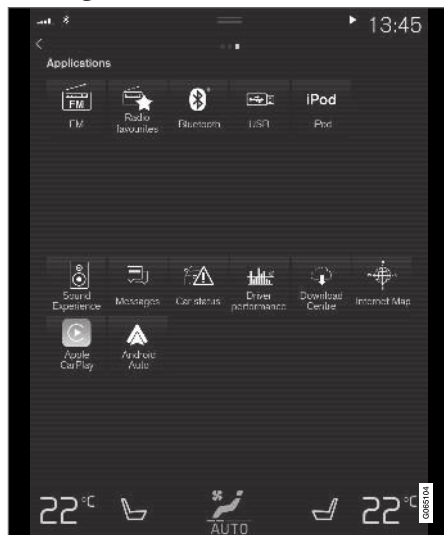 13:45
Applications
FM
iPod
FM
Radio
favourites
Bluetooth
USB
iPod
Sound
Experience
Messages
Car status
Driver
performance
Download
Centre
Internet Map
Apple
CarPlay
Android
Auto
22°C
22°C
AUTO
G065104